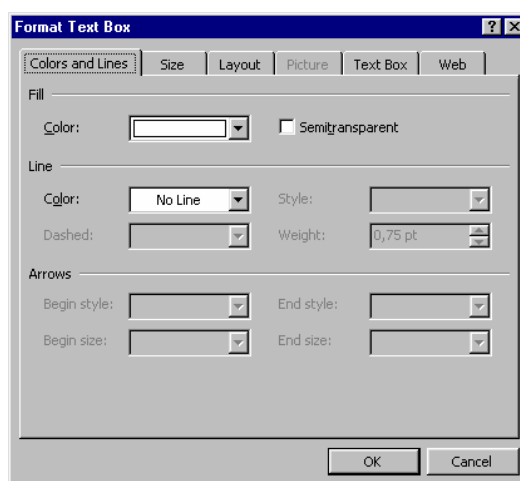 Format Text Box
Colors and Lines Size Layout Picture Text Box Web
Fill
Color: Semitransparent
Line
Color: No Line Style:
Dashed: Weight: 0,75 pt
Arrows
Begin style: End style:
Begin size: End size:
OK Cancel